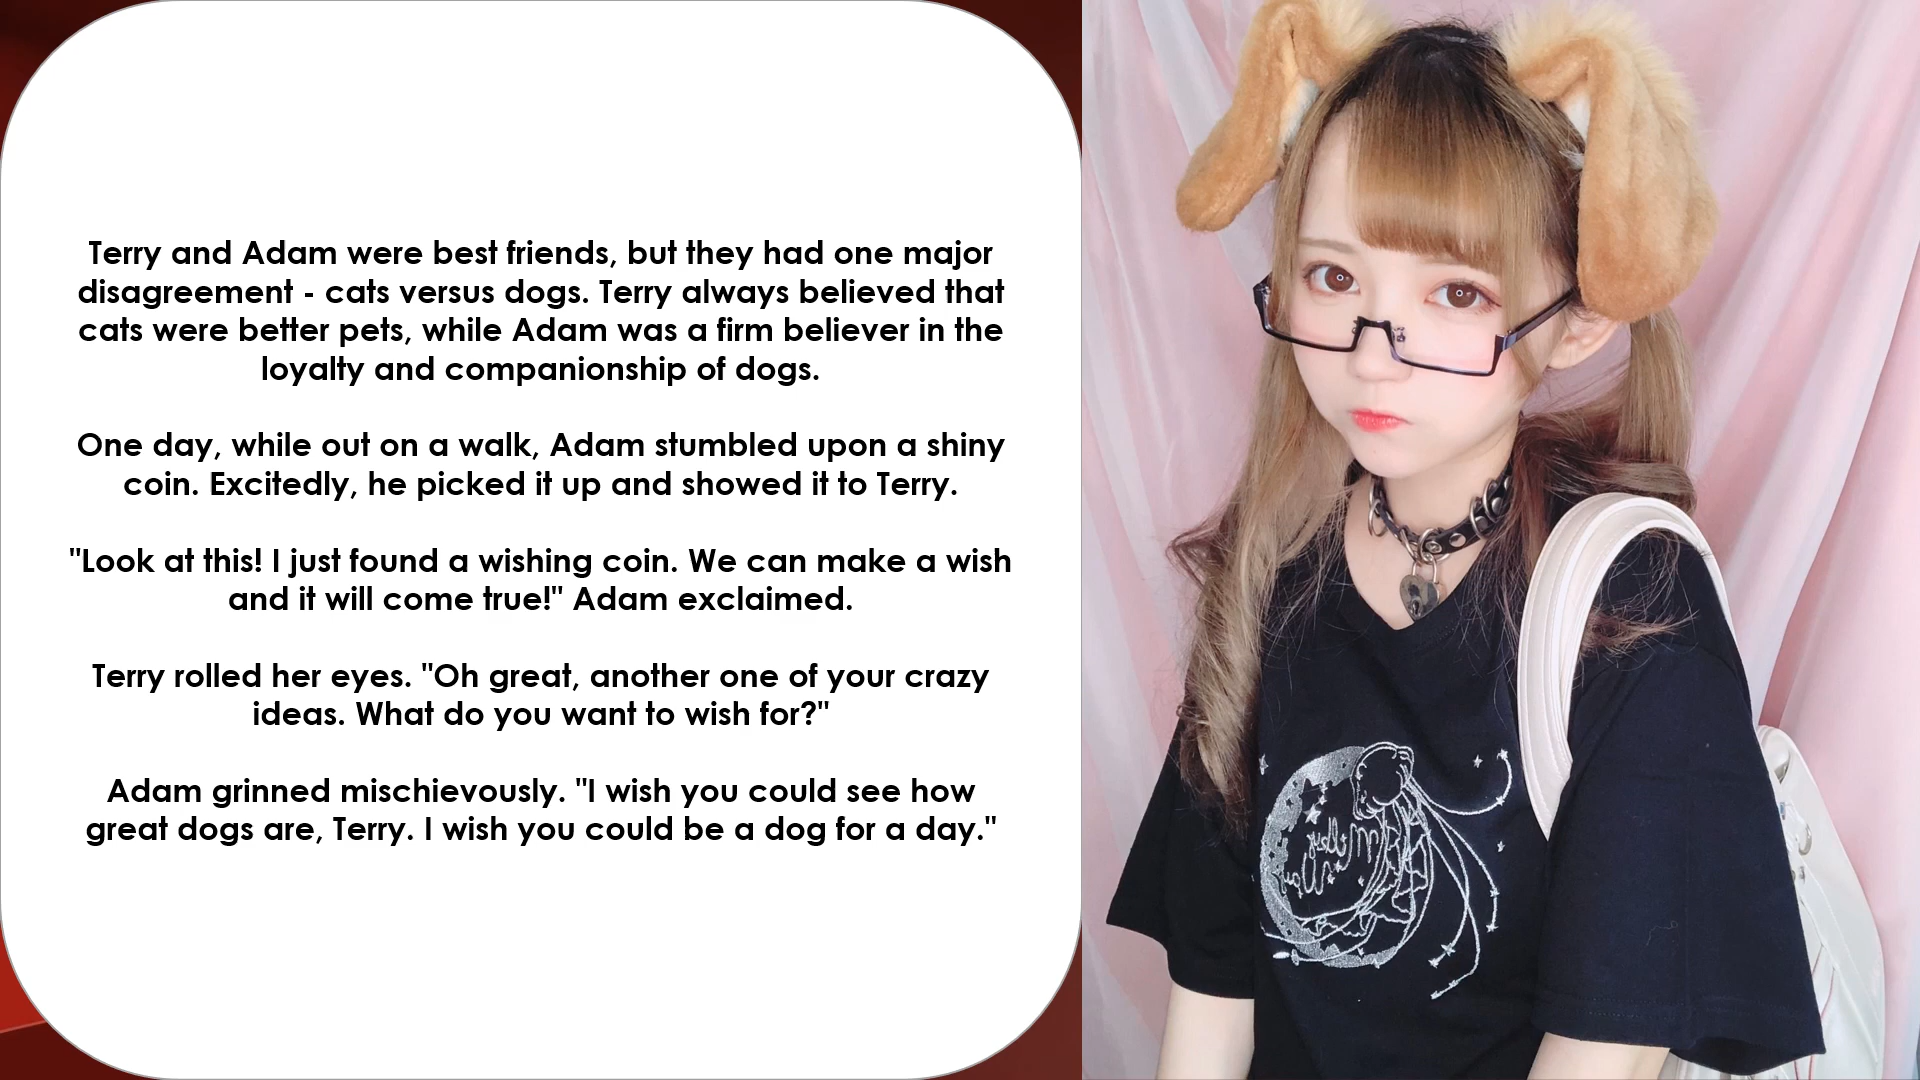 Terry and Adam were best friends, but they had one major
disagreement - cats versus dogs. Terry always believed that
cats were better pets, while Adam was a firm believer in the
loyalty and companionship of dogs.
One day, while out on a walk, Adam stumbled upon a shiny
coin. Excitedly, he picked it up and showed it to Terry.
"Look at this! I just found a wishing coin. We can make a wish
and it will come true!" Adam exclaimed.
Terry rolled her eyes. "Oh great, another one of your crazy
ideas. What do you want to wish for?"
Adam grinned mischievously. "I wish you could see how
great dogs are, Terry. I wish you could be a dog for a day."